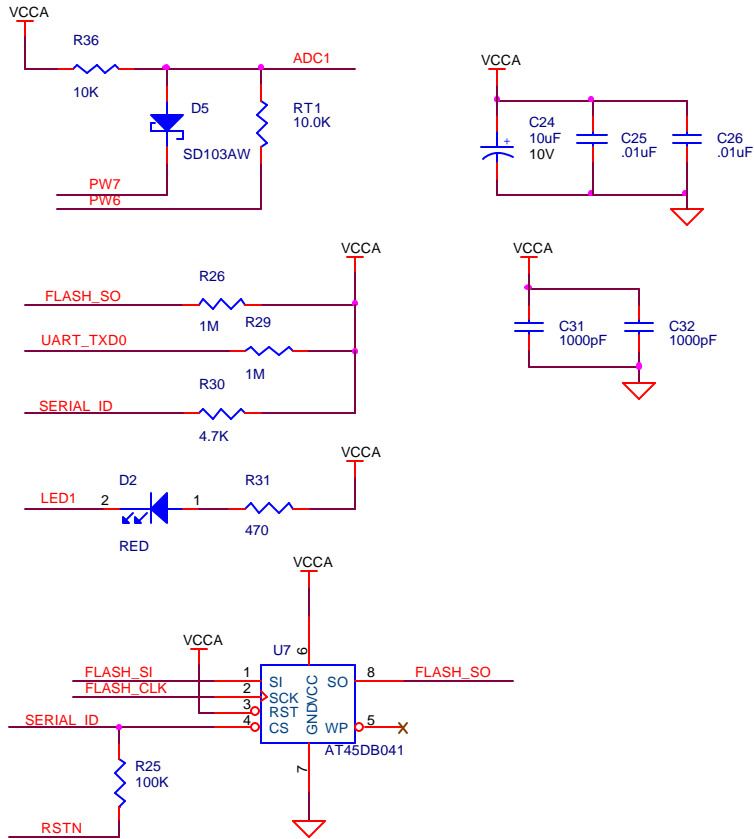 VCCA
R36
ADC1
10K
D5
RT1
10.0K
SD103AW
PW7
PW6
VCCA
C24
10uF
10V
+
C25
.01uF
C26
.01uF
VCCA
R26
FLASH_SO
1M
R29
UART_TXD0
1M
R30
SERIAL_ID
4.7K
VCCA
C31
1000pF
C32
1000pF
VCCA
D2
R31
LED1
2
1
470
RED
VCCA
VCCA
U7
6
FLASH_SI
1
SI
VCC
SO
8
FLASH_SO
FLASH_CLK
2
SCK
3
RST
SERIAL_ID
4
CS
GND
WP
5
AT45DB041
7
R25
100K
RSTN